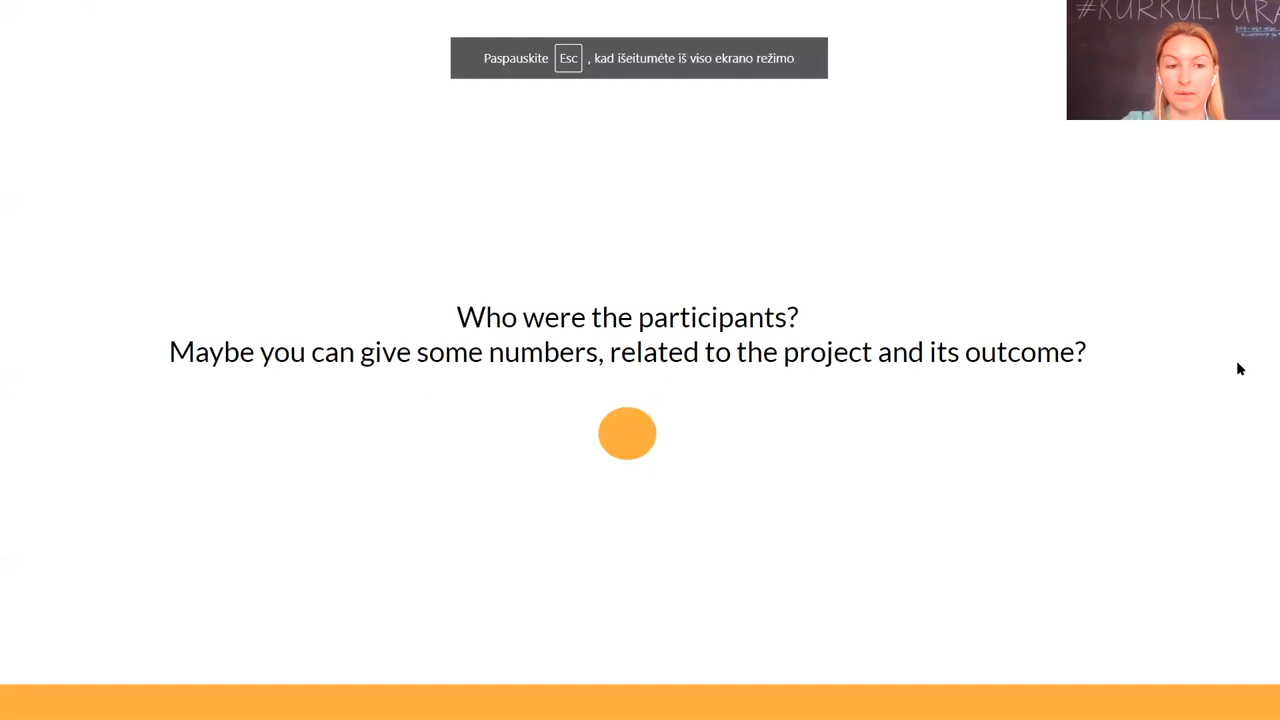 #KURKULTURA
Paspauskite Esc , kad išeitumėte iš viso ekrano režimo
Who were the participants?
Maybe you can give some numbers, related to the project and its outcome?